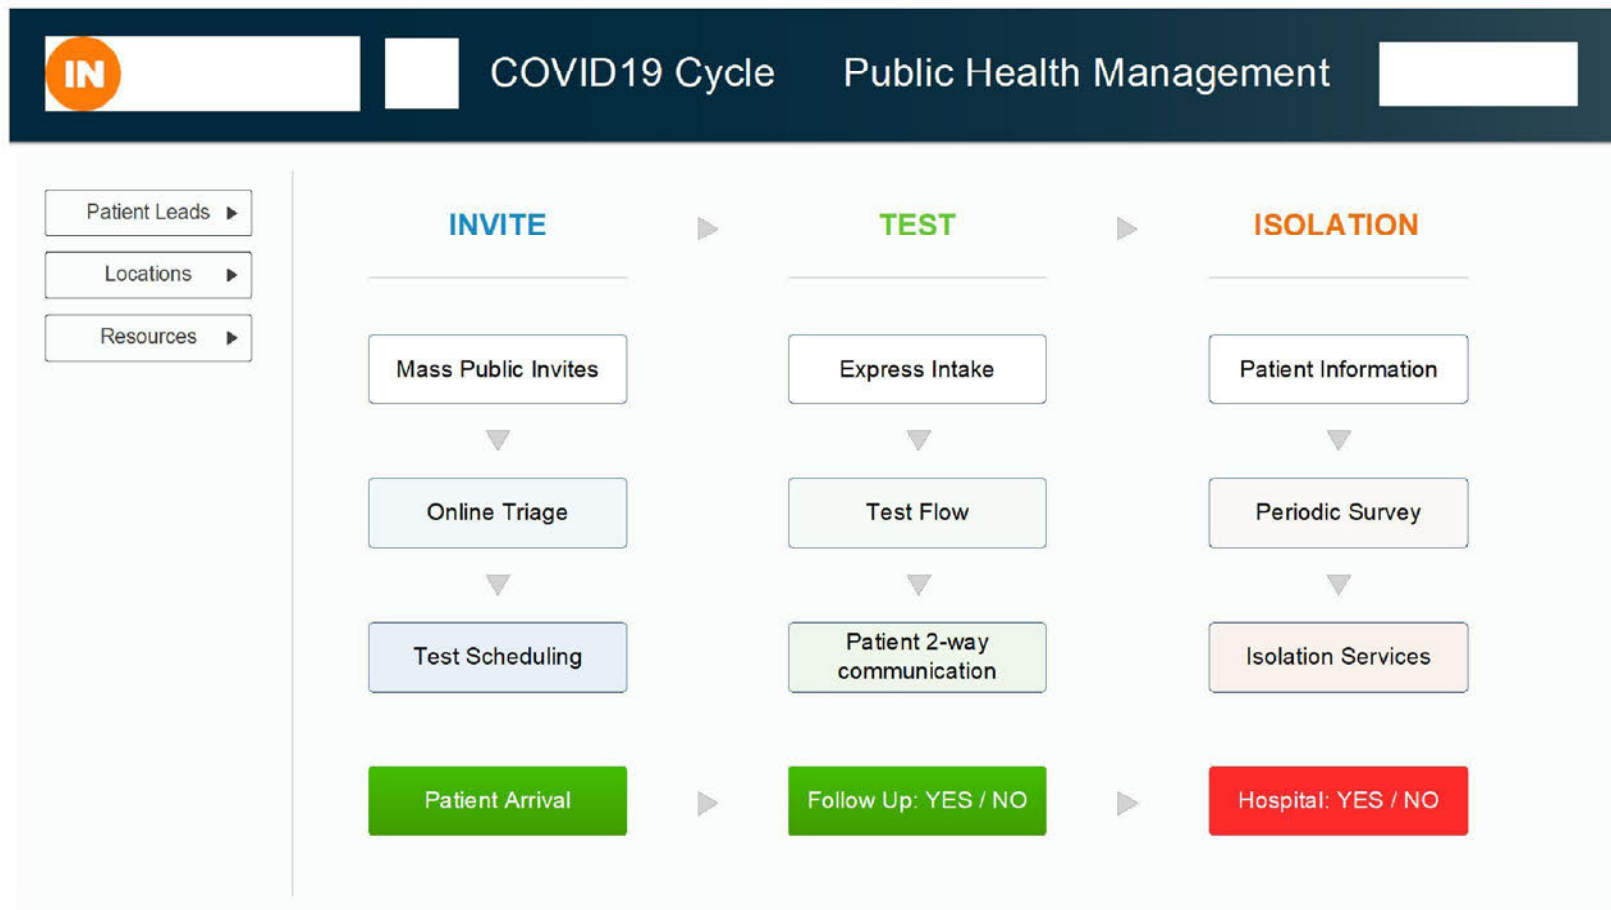 IN
COVID19 Cycle
Public Health Management
Patient Leads
Locations
Resources
INVITE
TEST
ISOLATION
Mass Public Invites
Express Intake
Patient Information
Online Triage
Test Flow
Periodic Survey
Test Scheduling
Patient 2-way
communication
Isolation Services
Patient Arrival
Follow Up: YES / NO
Hospital: YES / NO